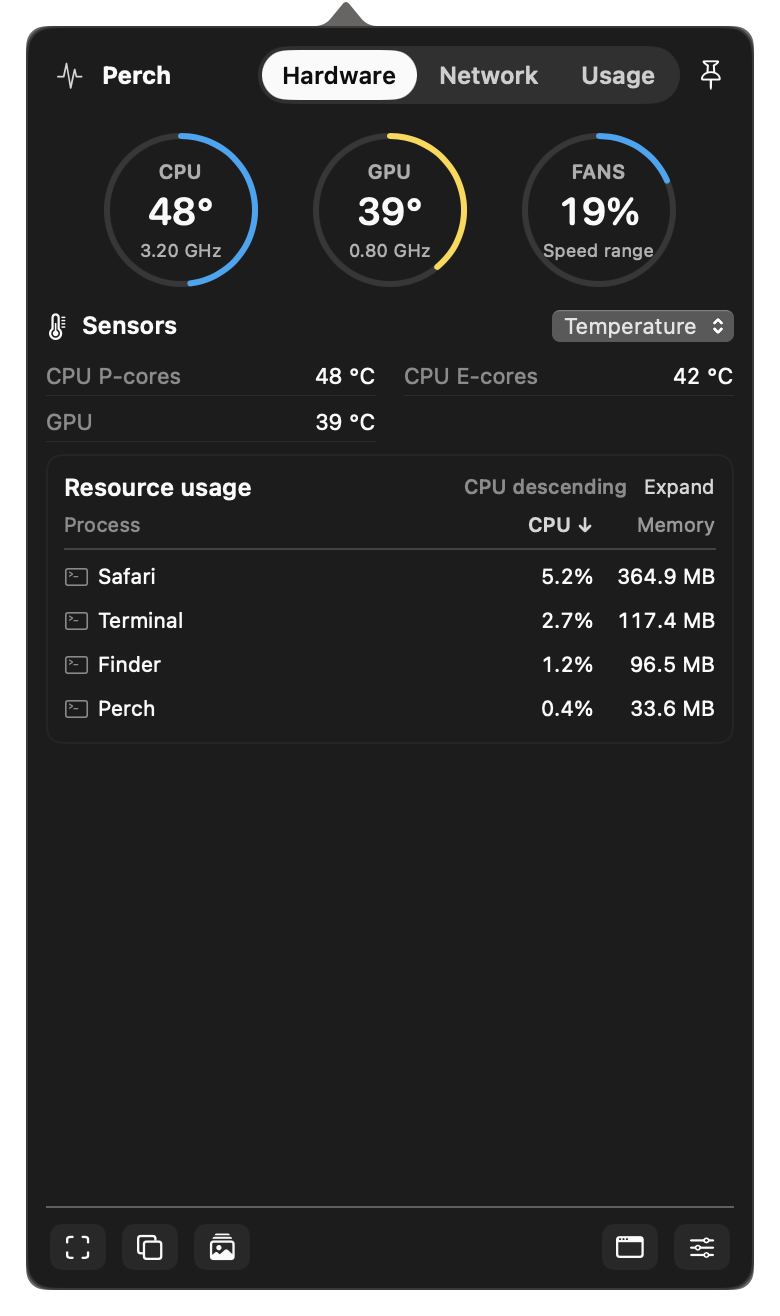 Perch Hardware Network Usage
CPU GPU FANS
48° 39° 19%
3.20 GHz 0.80 GHz Speed range
Sensors Temperature
CPU P-cores 48 °C CPU E-cores 42 °C
GPU 39 °C
Resource usage CPU descending Expand
Process CPU ↓ Memory
Safari 5.2% 364.9 MB
Terminal 2.7% 117.4 MB
Finder 1.2% 96.5 MB
Perch 0.4% 33.6 MB